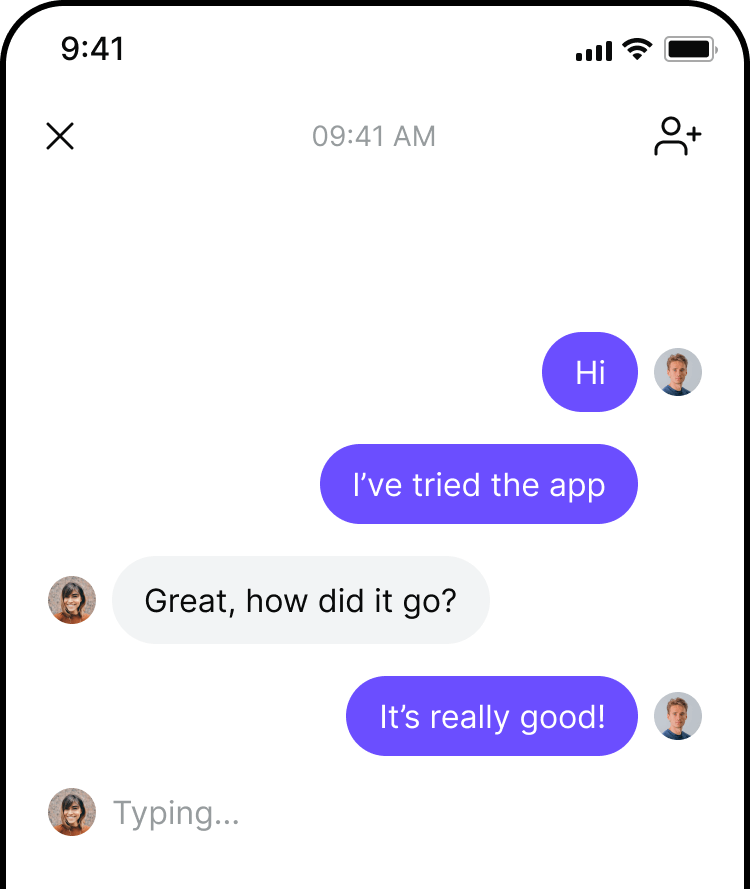 9:41
09:41 AM
Hi
I’ve tried the app
Great, how did it go?
It’s really good!
Typing...